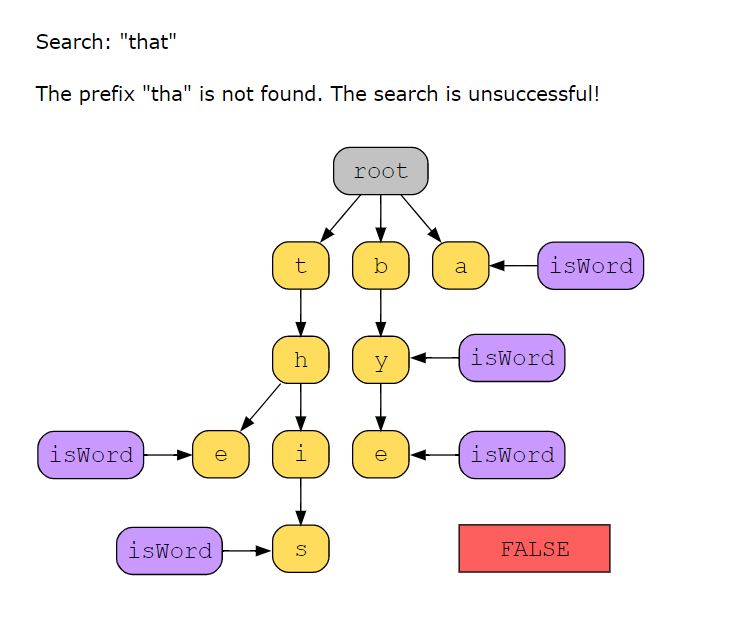 Search: "that"
The prefix "tha" is not found. The search is unsuccessful!
root
t b a isWord
h y isWord
isWord e i e isWord
isWord s FALSE